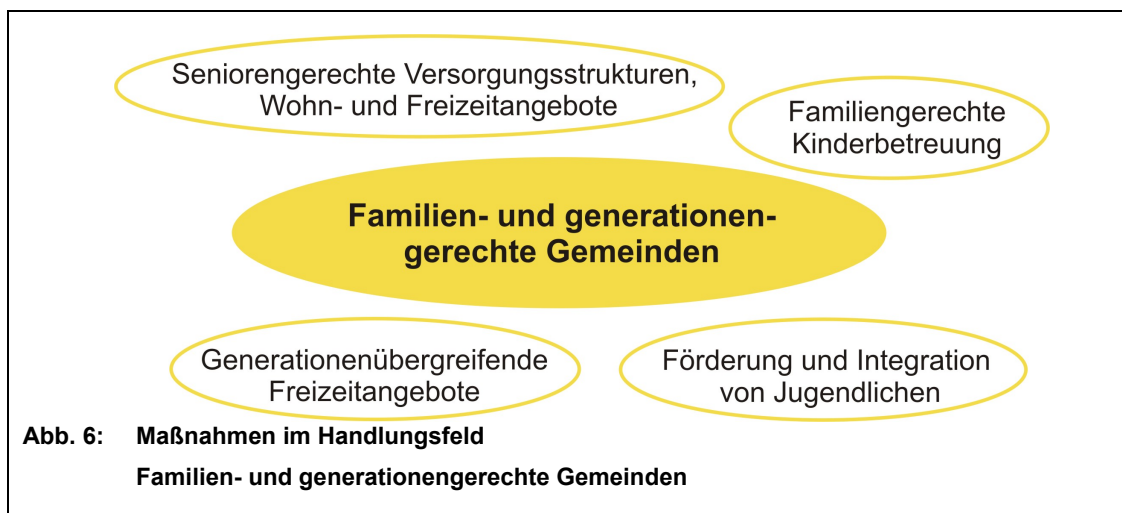 Seniorengerechte Versorgungsstrukturen,
Wohn- und Freizeitangebote
Familiengerechte
Kinderbetreuung
Familien- und generationen-
gerechte Gemeinden
Generationenübergreifende
Freizeitangebote
Förderung und Integration
von Jugendlichen
Abb. 6: Maßnahmen im Handlungsfeld
Familien- und generationengerechte Gemeinden